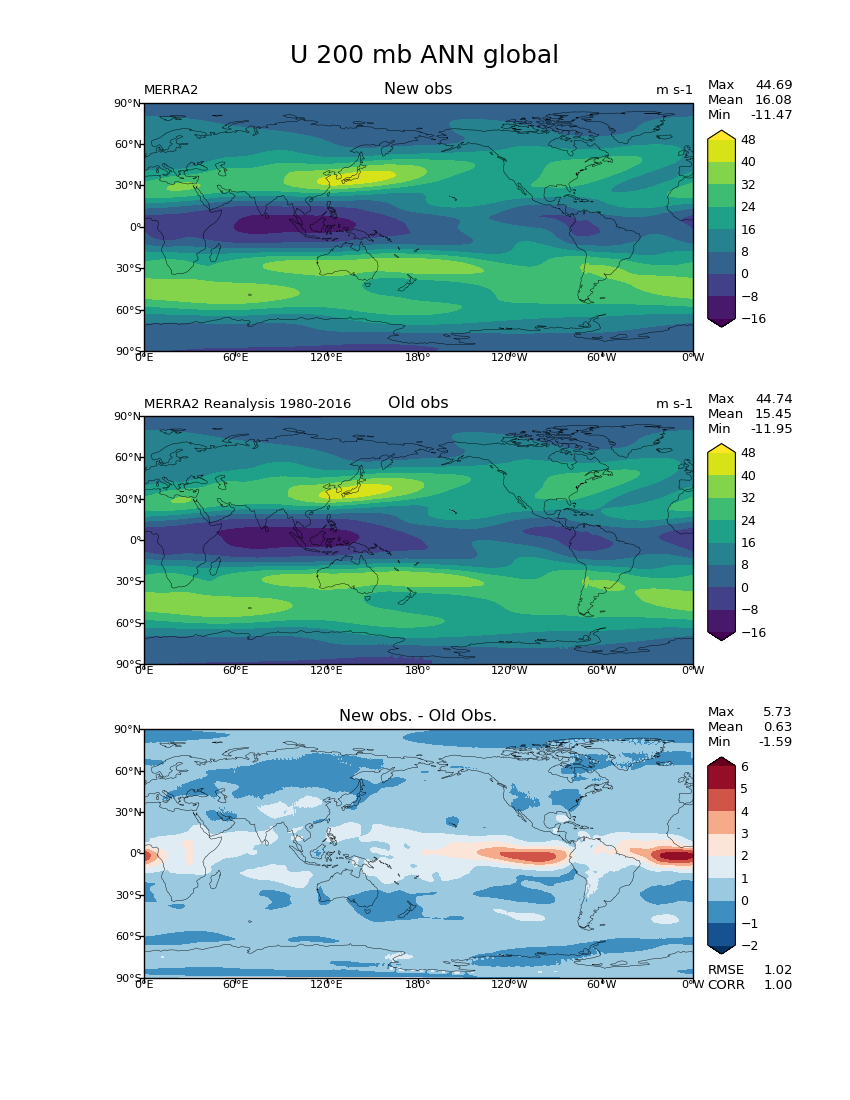 U 200 mb ANN global
MERRA2 New obs m s-1
Max 44.69
Mean 16.08
Min -11.47
90°N
60°N
30°N
0°
30°S
60°S
90°S
0°E 60°E 120°E 180° 120°W 60°W 0°W
48
40
32
24
16
8
0
−8
−16
MERRA2 Reanalysis 1980-2016 Old obs m s-1
Max 44.74
Mean 15.45
Min -11.95
90°N
60°N
30°N
0°
30°S
60°S
90°S
0°E 60°E 120°E 180° 120°W 60°W 0°W
48
40
32
24
16
8
0
−8
−16
New obs. - Old Obs.
Max 5.73
Mean 0.63
Min -1.59
90°N
60°N
30°N
0°
30°S
60°S
90°S
0°E 60°E 120°E 180° 120°W 60°W 0°W
6
5
4
3
2
1
0
−1
−2
RMSE 1.02
CORR 1.00